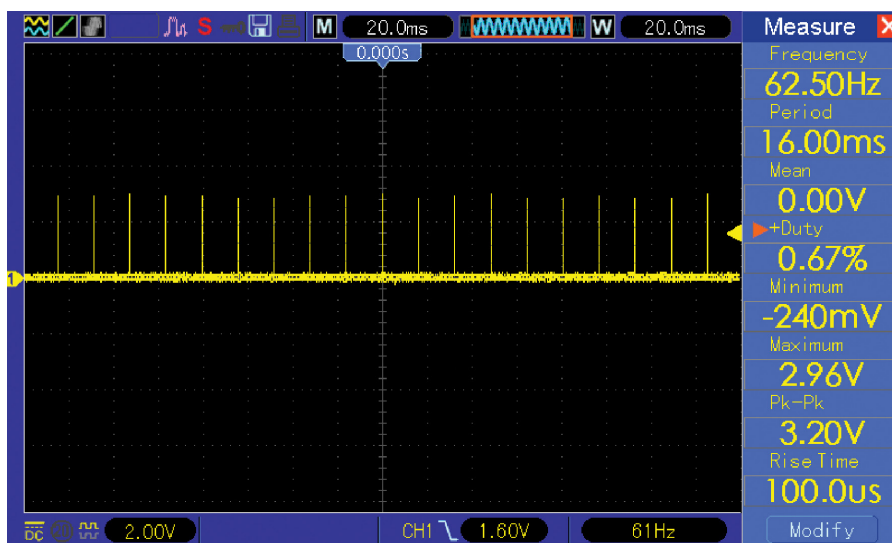 S M 20.0ms W 20.0ms Measure X
0.000s
Frequency
62.50Hz
Period
16.00ms
Mean
0.00V
+Duty
0.67%
Minimum
-240mV
Maximum
2.96V
Pk-Pk
3.20V
Rise Time
100.0us
1
DC 2.00V CH1 1.60V 61Hz Modify